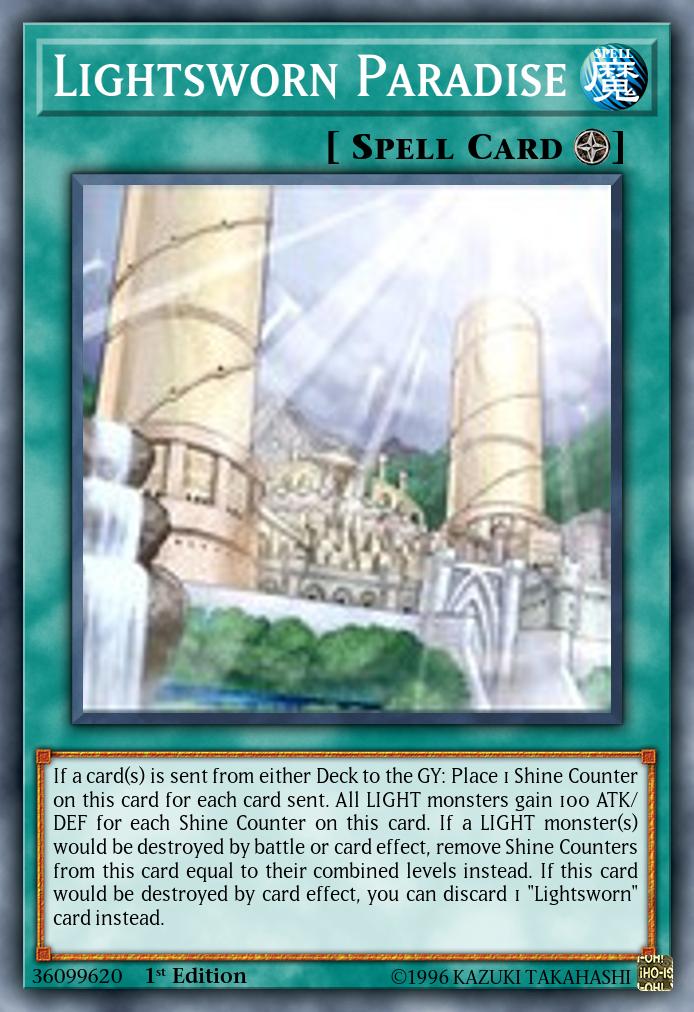 LIGHTSWORN PARADISE
SPELL
魔
[ SPELL CARD ]
If a card(s) is sent from either Deck to the GY: Place 1 Shine Counter
on this card for each card sent. All LIGHT monsters gain 100 ATK/
DEF for each Shine Counter on this card. If a LIGHT monster(s)
would be destroyed by battle or card effect, remove Shine Counters
from this card equal to their combined levels instead. If this card
would be destroyed by card effect, you can discard 1 "Lightsworn"
card instead.
36099620 1st Edition ©1996 KAZUKI TAKAHASHI